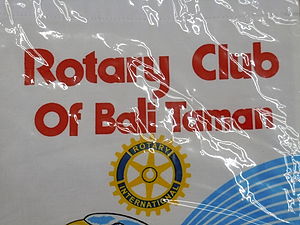 Rotary Club
Of Bali Taman
ROTARY
INTERNATIONAL